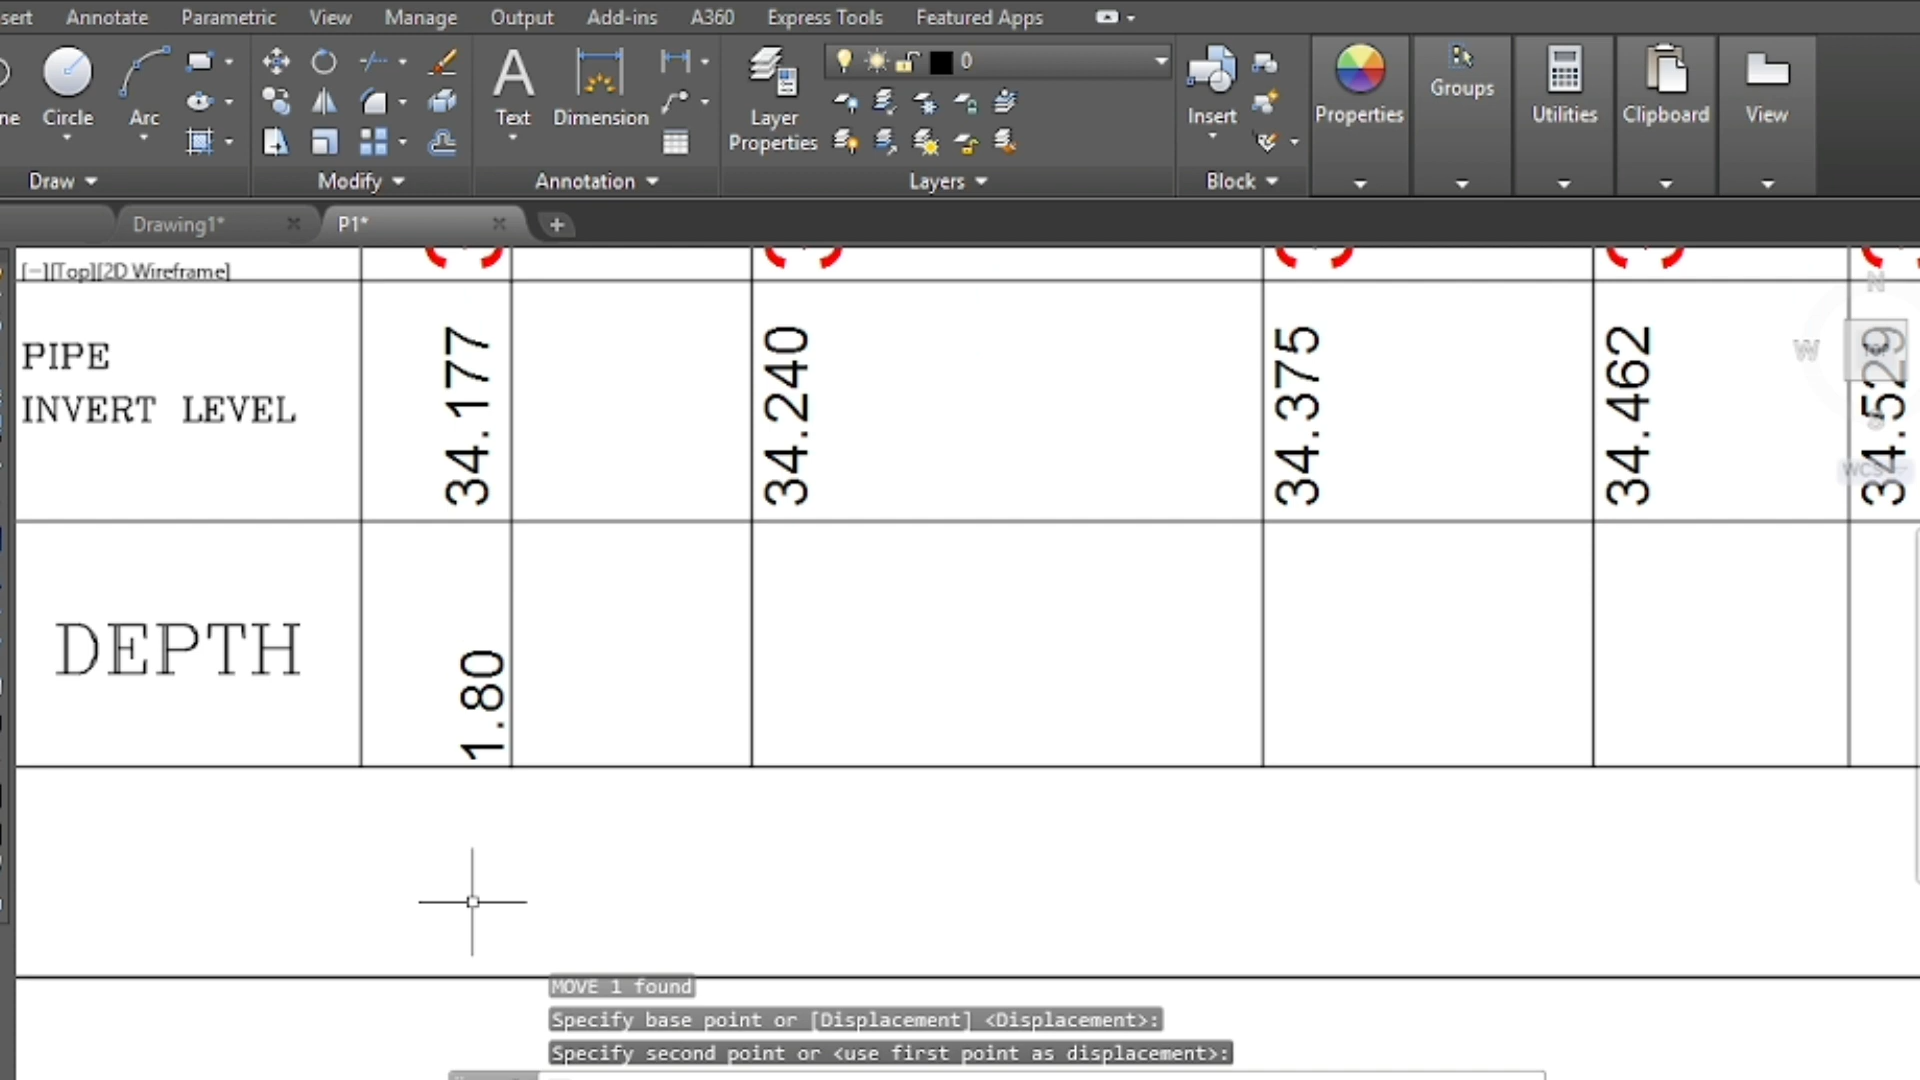 Annotate Parametric View Manage Output Add-ins A360 Express Tools Featured Apps
0
Circle Arc Text Dimension Layer Properties Insert Properties Groups Utilities Clipboard View
Draw Modify Annotation Layers Block
Drawing1* P1*
[−][Top][2D Wireframe]
N
W
S
WCS
PIPE
INVERT LEVEL
34.177
34.240
34.375
34.462
34.529
DEPTH
1.80
MOVE 1 found
Specify base point or [Displacement] <Displacement>:
Specify second point or <use first point as displacement>: